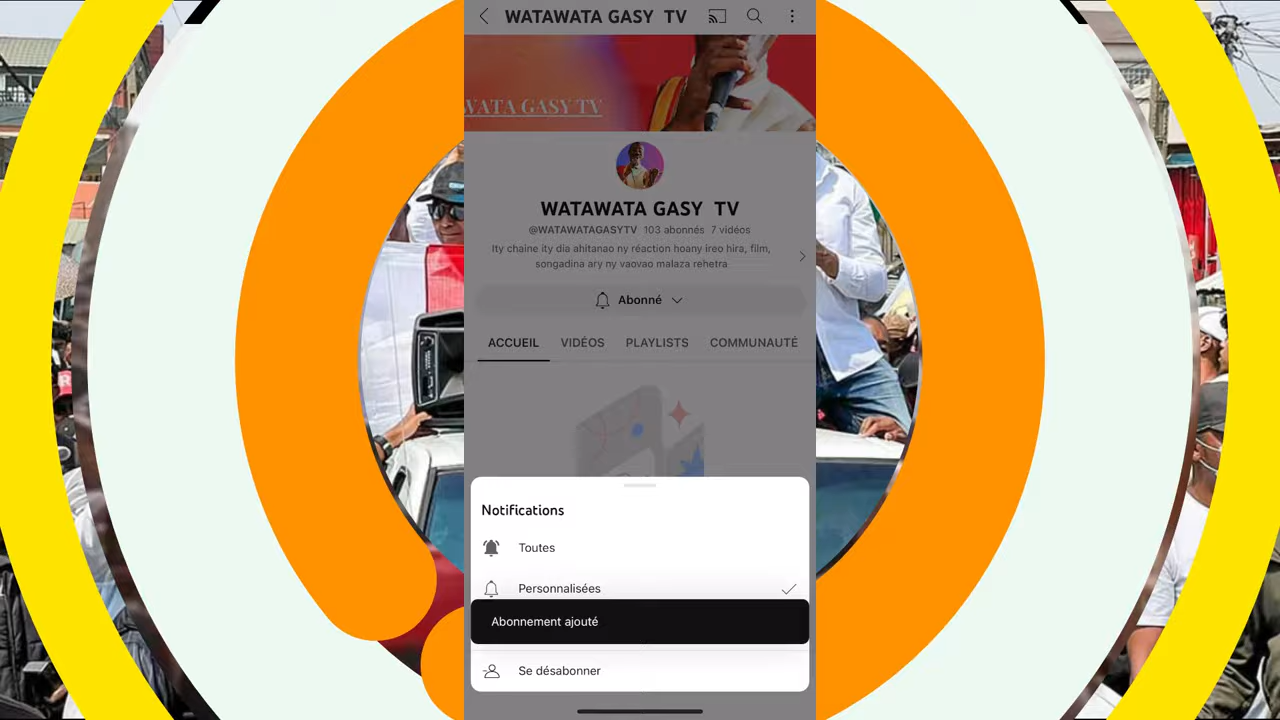 WATAWATA GASY TV
WATA GASY TV
WATAWATA GASY TV
@WATAWATAGASYTV 103 abonnés 7 vidéos
Ity chaine ity dia ahitanao ny réaction hoany ireo hira, film,
songadina ary ny vaovao malaza rehetra
Abonné
ACCUEIL VIDÉOS PLAYLISTS COMMUNAUTÉ
Notifications
Toutes
Personnalisées
Abonnement ajouté
Se désabonner